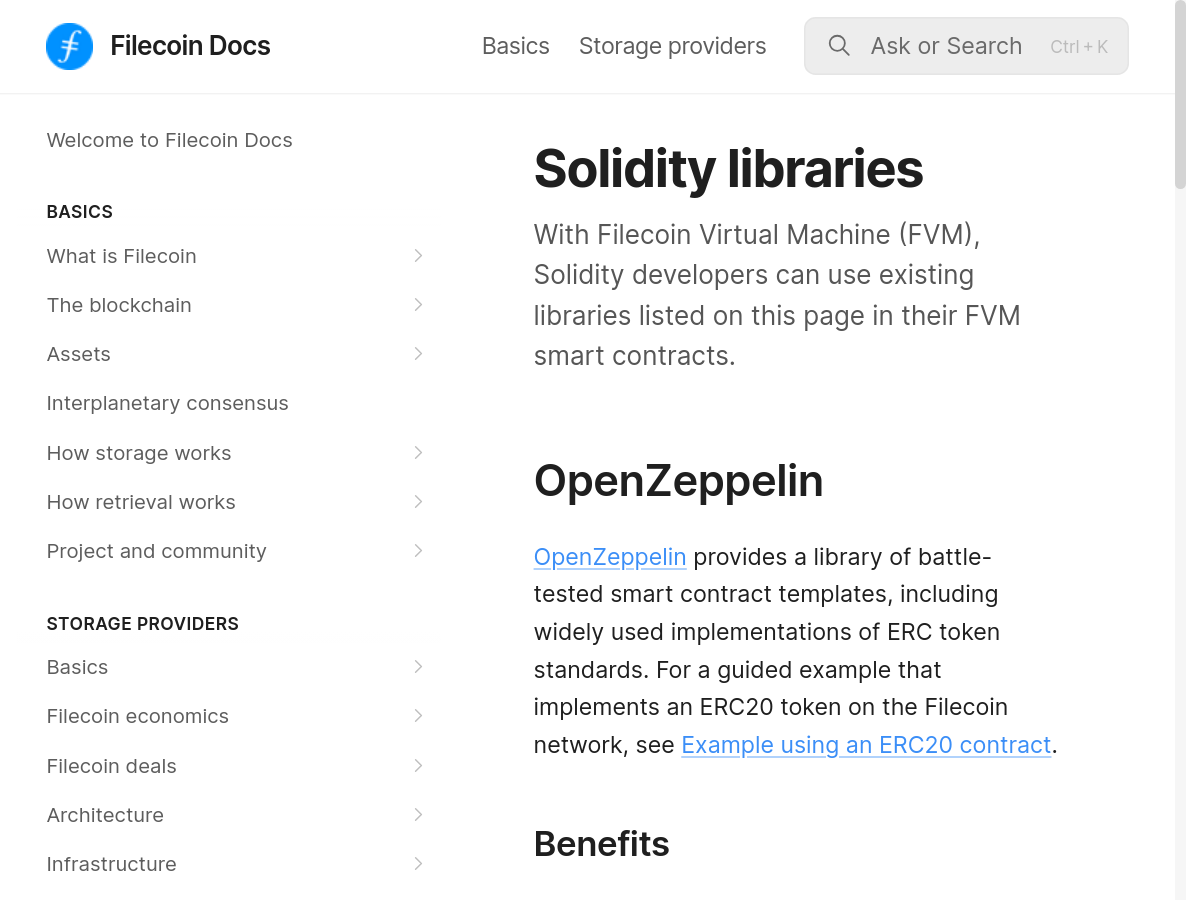 Filecoin Docs
Basics
Storage providers
Ask or Search
Ctrl + K
Welcome to Filecoin Docs
BASICS
What is Filecoin
The blockchain
Assets
Interplanetary consensus
How storage works
How retrieval works
Project and community
STORAGE PROVIDERS
Basics
Filecoin economics
Filecoin deals
Architecture
Infrastructure
Solidity libraries
With Filecoin Virtual Machine (FVM),
Solidity developers can use existing
libraries listed on this page in their FVM
smart contracts.
OpenZeppelin
OpenZeppelin provides a library of battle-
tested smart contract templates, including
widely used implementations of ERC token
standards. For a guided example that
implements an ERC20 token on the Filecoin
network, see Example using an ERC20 contract.
Benefits